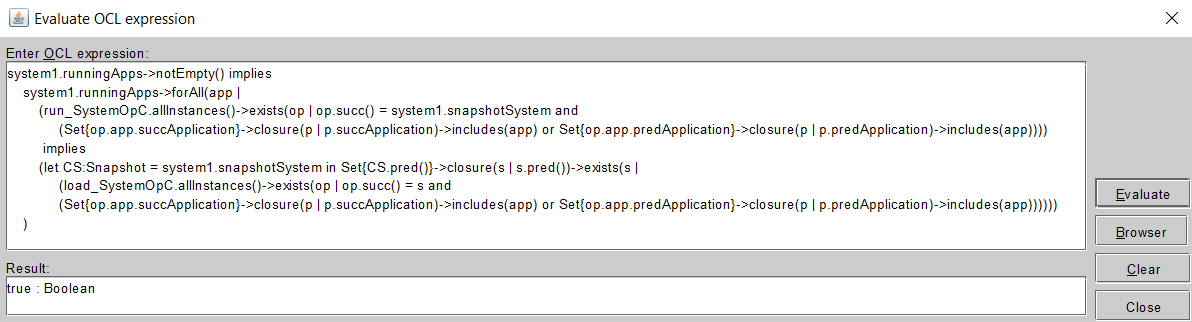 Evaluate OCL expression
Enter OCL expression:
system1.runningApps->notEmpty() implies
system1.runningApps->forAll(app |
(run_SystemOpC.allInstances()->exists(op | op.succ() = system1.snapshotSystem and
(Set{op.app.succApplication}->closure(p | p.succApplication)->includes(app) or Set{op.app.predApplication}->closure(p | p.predApplication)->includes(app))))
implies
(let CS:Snapshot = system1.snapshotSystem in Set{CS.pred()}->closure(s | s.pred())->exists(s |
(load_SystemOpC.allInstances()->exists(op | op.succ() = s and
(Set{op.app.succApplication}->closure(p | p.succApplication)->includes(app) or Set{op.app.predApplication}->closure(p | p.predApplication)->includes(app))))))
)
Evaluate
Browser
Clear
Close
Result:
true : Boolean